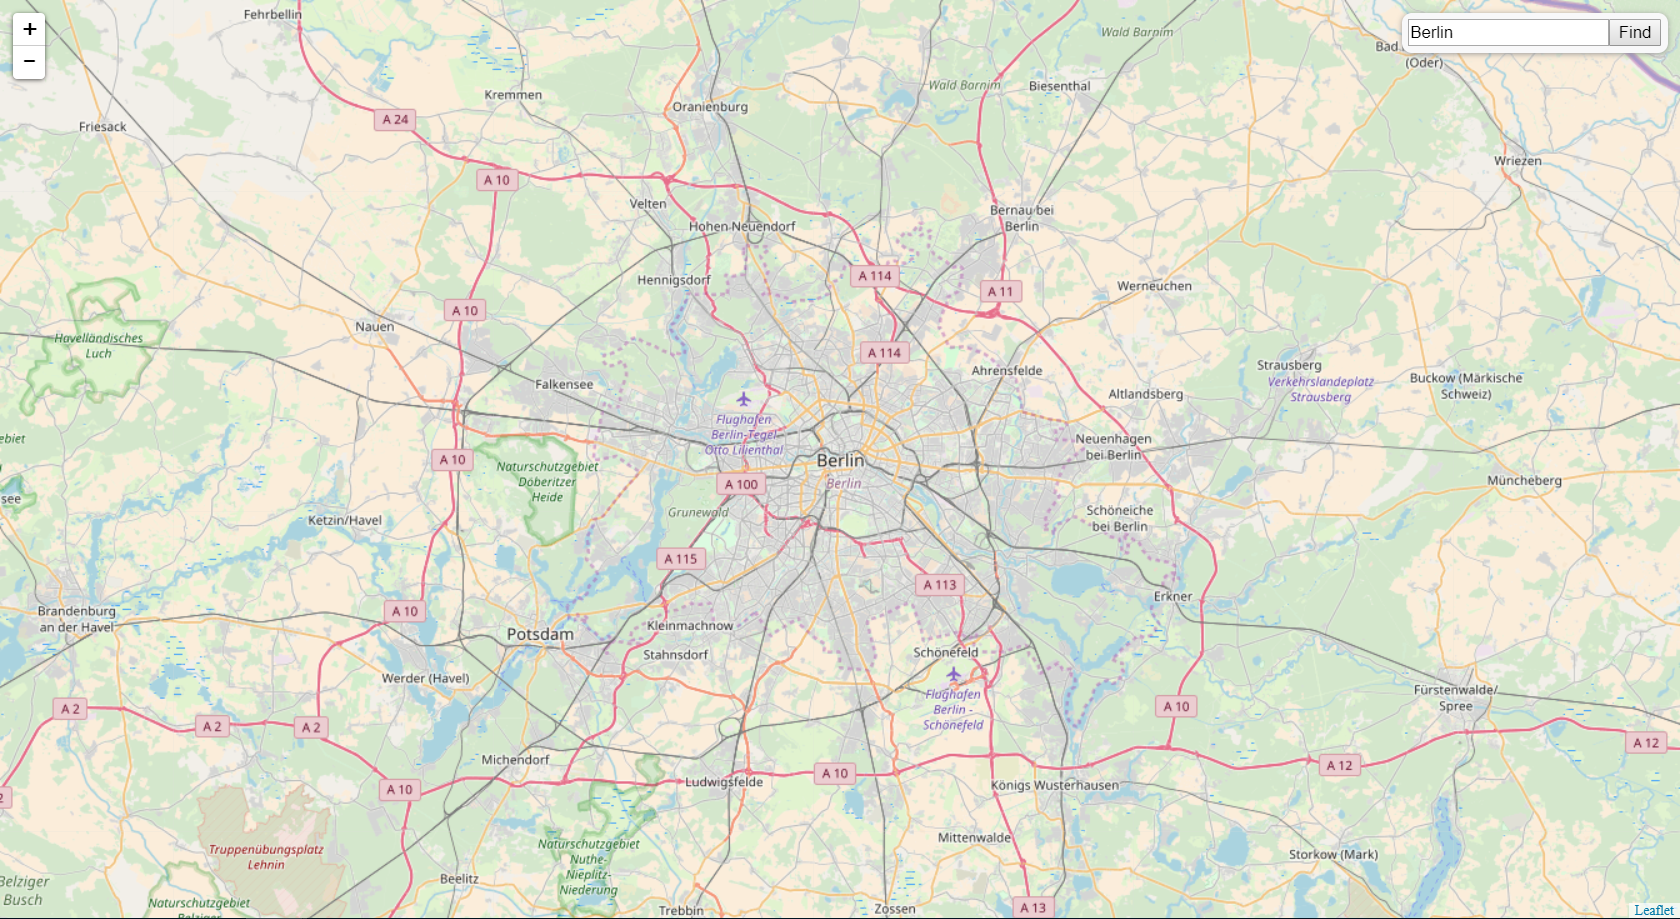 +
−
Berlin
Find
Fehrbellin
Wald Barnim
Bad
(Oder)
Kremmen
Oranienburg
Wald Barnim
Biesenthal
Friesack
A 24
Wriezen
A 10
Velten
Hohen Neuendorf
Bernau bei
Berlin
Hennigsdorf
A 114
A 11
Werneuchen
A 10
Nauen
Havelländisches
Luch
A 114
Falkensee
Ahrensfelde
Strausberg
Verkehrslandeplatz
Strausberg
Buckow (Märkische
Schweiz)
Altlandsberg
Flughafen
Berlin-Tegel
Otto Lilienthal
Neuenhagen
bei Berlin
Berlin
Berlin
A 10
Naturschutzgebiet
Döberitzer
Heide
A 100
Müncheberg
see
Ketzin/Havel
Grunewald
Schöneiche
bei Berlin
A 115
A 113
Erkner
Brandenburg
an der Havel
A 10
Potsdam
Kleinmachnow
Stahnsdorf
Schönefeld
Werder (Havel)
Flughafen
Berlin -
Schönefeld
Fürstenwalde/
Spree
A 2
A 2
A 2
A 10
A 12
Michendorf
A 10
A 10
Ludwigsfelde
A 12
Königs Wusterhausen
2
Truppenübungsplatz
Lehnin
Mittenwalde
Naturschutzgebiet
Nuthe-
Nieplitz-
Niederung
Storkow (Mark)
Belziger
Busch
Beelitz
Naturschutzgebiet
Belziger
Trebbin
Zossen
A 13
Leaflet